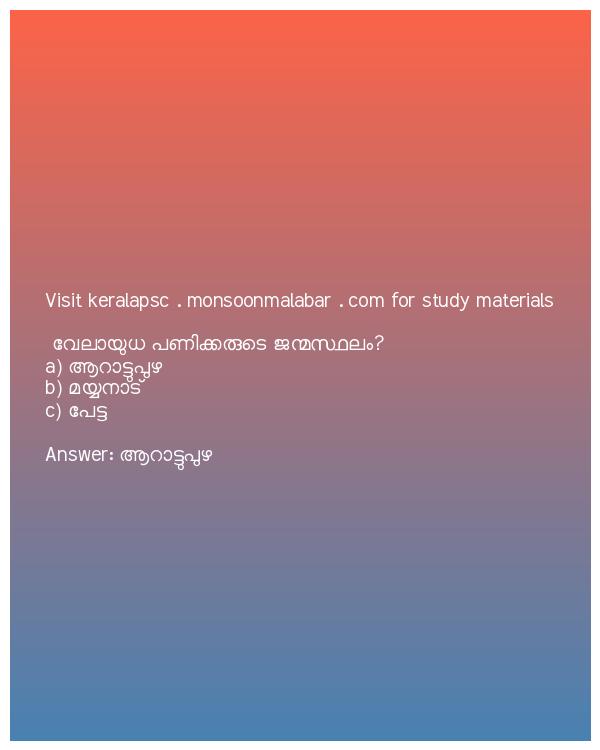 Visit keralapsc . monsoonmalabar . com for study materials
വേലായുധ പണിക്കരുടെ ജന്മസ്ഥലം?
a) ആറാട്ടുപുഴ
b) മയ്യനാട്
c) പേട്ട
Answer: ആറാട്ടുപുഴ